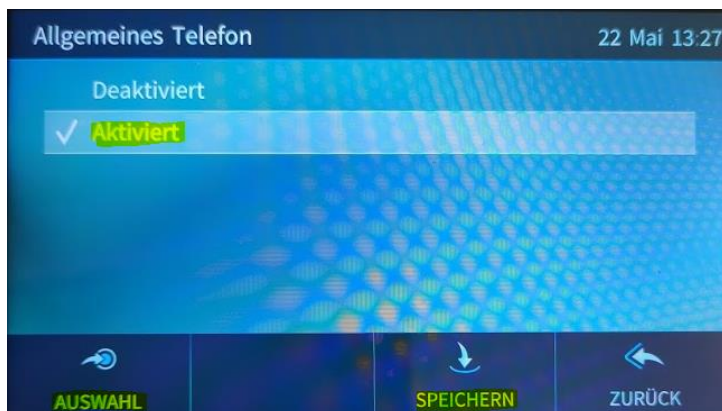 Allgemeines Telefon 22 Mai 13:27
Deaktiviert
Aktiviert
AUSWAHL SPEICHERN ZURÜCK